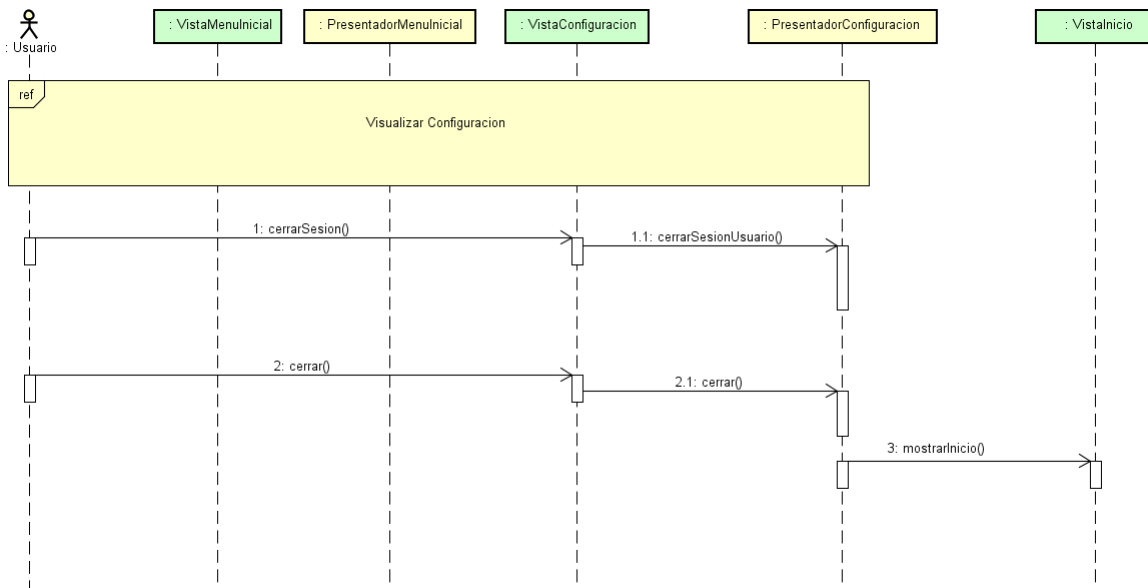 : Usuario
: VistaMenuInicial
: PresentadorMenuInicial
: VistaConfiguracion
: PresentadorConfiguracion
: VistaInicio
ref
Visualizar Configuracion
1: cerrarSesion()
1.1: cerrarSesionUsuario()
2: cerrar()
2.1: cerrar()
3: mostrarInicio()